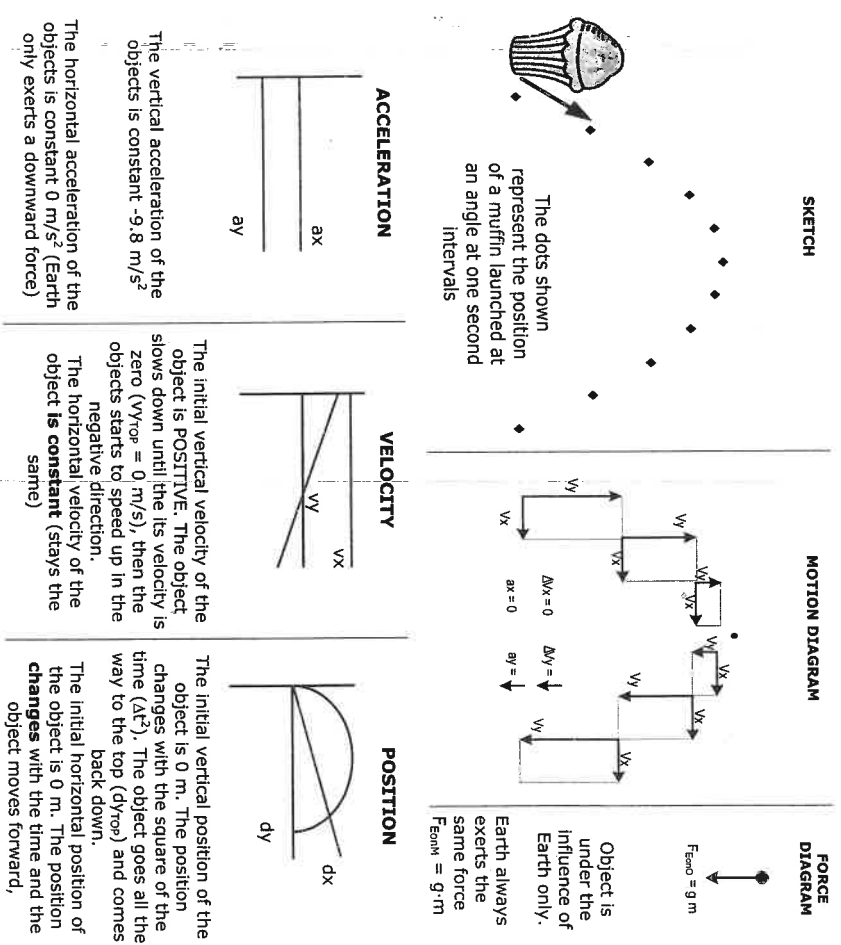 SKETCH
The dots shown
represent the position
of a muffin launched at
an angle at one second
intervals
MOTION DIAGRAM
Vy
Vx
Vy
Vx
Vy
Vx
Vy
Vx
Vy
Vx
Vy
Vx
ΔVx = 0
ΔVy =
ax = 0
ay =
FORCE
DIAGRAM
FEonO = g m
Object is
under the
influence of
Earth only.
Earth always
exerts the
same force
FEonM = g·m
ACCELERATION
ax
ay
The vertical acceleration of the
objects is constant -9.8 m/s²
The horizontal acceleration of the
objects is constant 0 m/s² (Earth
only exerts a downward force)
VELOCITY
vx
vy
The initial vertical velocity of the
object is POSITIVE. The object
slows down until the its velocity is
zero (vyTOP = 0 m/s), then the
objects starts to speed up in the
negative direction.
The horizontal velocity of the
object is constant (stays the
same)
POSITION
dx
dy
The initial vertical position of the
object is 0 m. The position
changes with the square of the
time (Δt²). The object goes all the
way to the top (dyTOP) and comes
back down.
The initial horizontal position of
the object is 0 m. The position
changes with the time and the
object moves forward,